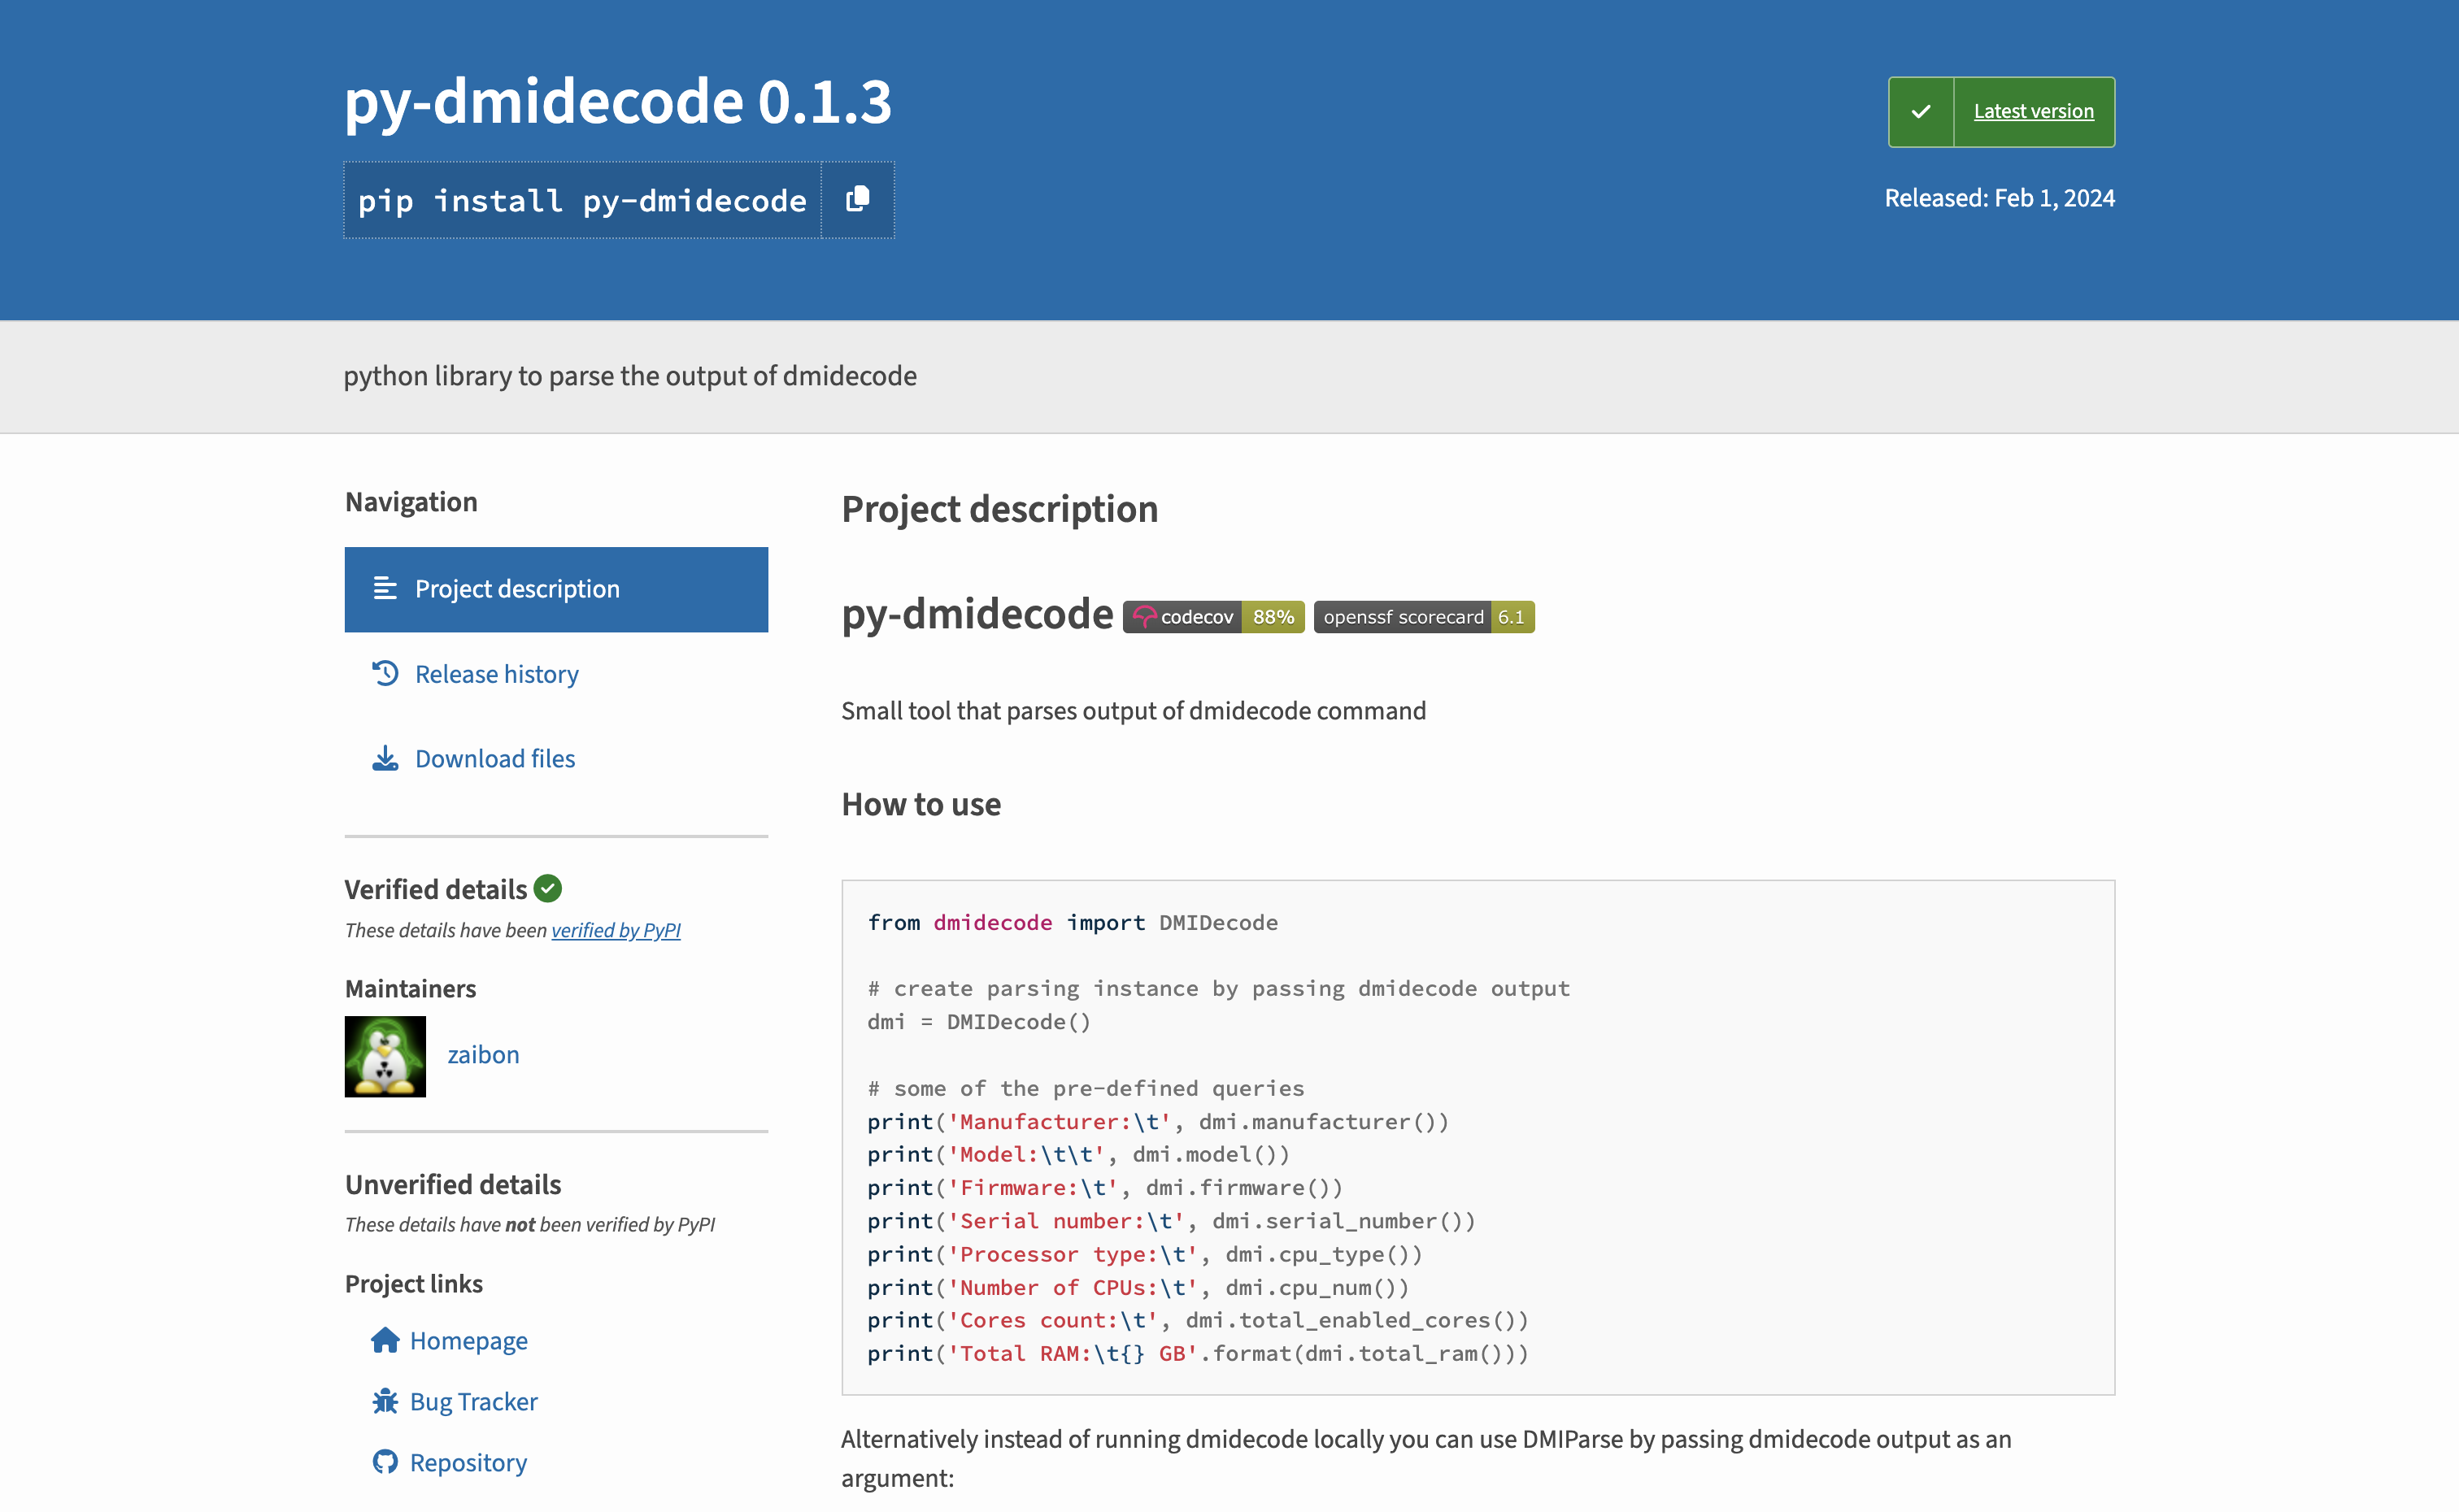 py-dmidecode 0.1.3
pip install py-dmidecode
Latest version
Released: Feb 1, 2024
python library to parse the output of dmidecode
Navigation
Project description
Release history
Download files
Verified details
These details have been verified by PyPI
Maintainers
zaibon
Unverified details
These details have not been verified by PyPI
Project links
Homepage
Bug Tracker
Repository
Project description
py-dmidecode codecov 88% openssf scorecard 6.1
Small tool that parses output of dmidecode command
How to use
from dmidecode import DMIDecode
# create parsing instance by passing dmidecode output
dmi = DMIDecode()
# some of the pre-defined queries
print('Manufacturer:\t', dmi.manufacturer())
print('Model:\t\t', dmi.model())
print('Firmware:\t', dmi.firmware())
print('Serial number:\t', dmi.serial_number())
print('Processor type:\t', dmi.cpu_type())
print('Number of CPUs:\t', dmi.cpu_num())
print('Cores count:\t', dmi.total_enabled_cores())
print('Total RAM:\t{} GB'.format(dmi.total_ram()))
Alternatively instead of running dmidecode locally you can use DMIParse by passing dmidecode output as an
argument: